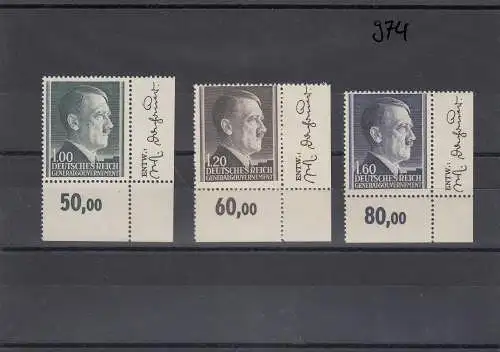 974
1.00
DEUTSCHES REICH
GENERALGOUVERNEMENT
50,00
1.20
DEUTSCHES REICH
GENERALGOUVERNEMENT
ENTW.:
60,00
1.60
DEUTSCHES REICH
GENERALGOUVERNEMENT
ENTW.:
80,00
ENTW.: